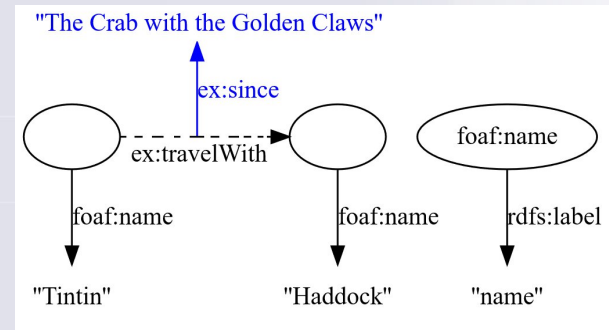 "The Crab with the Golden Claws"
ex:since
foaf:name
ex:travelWith
foaf:name
foaf:name
rdfs:label
"Tintin"
"Haddock"
"name"